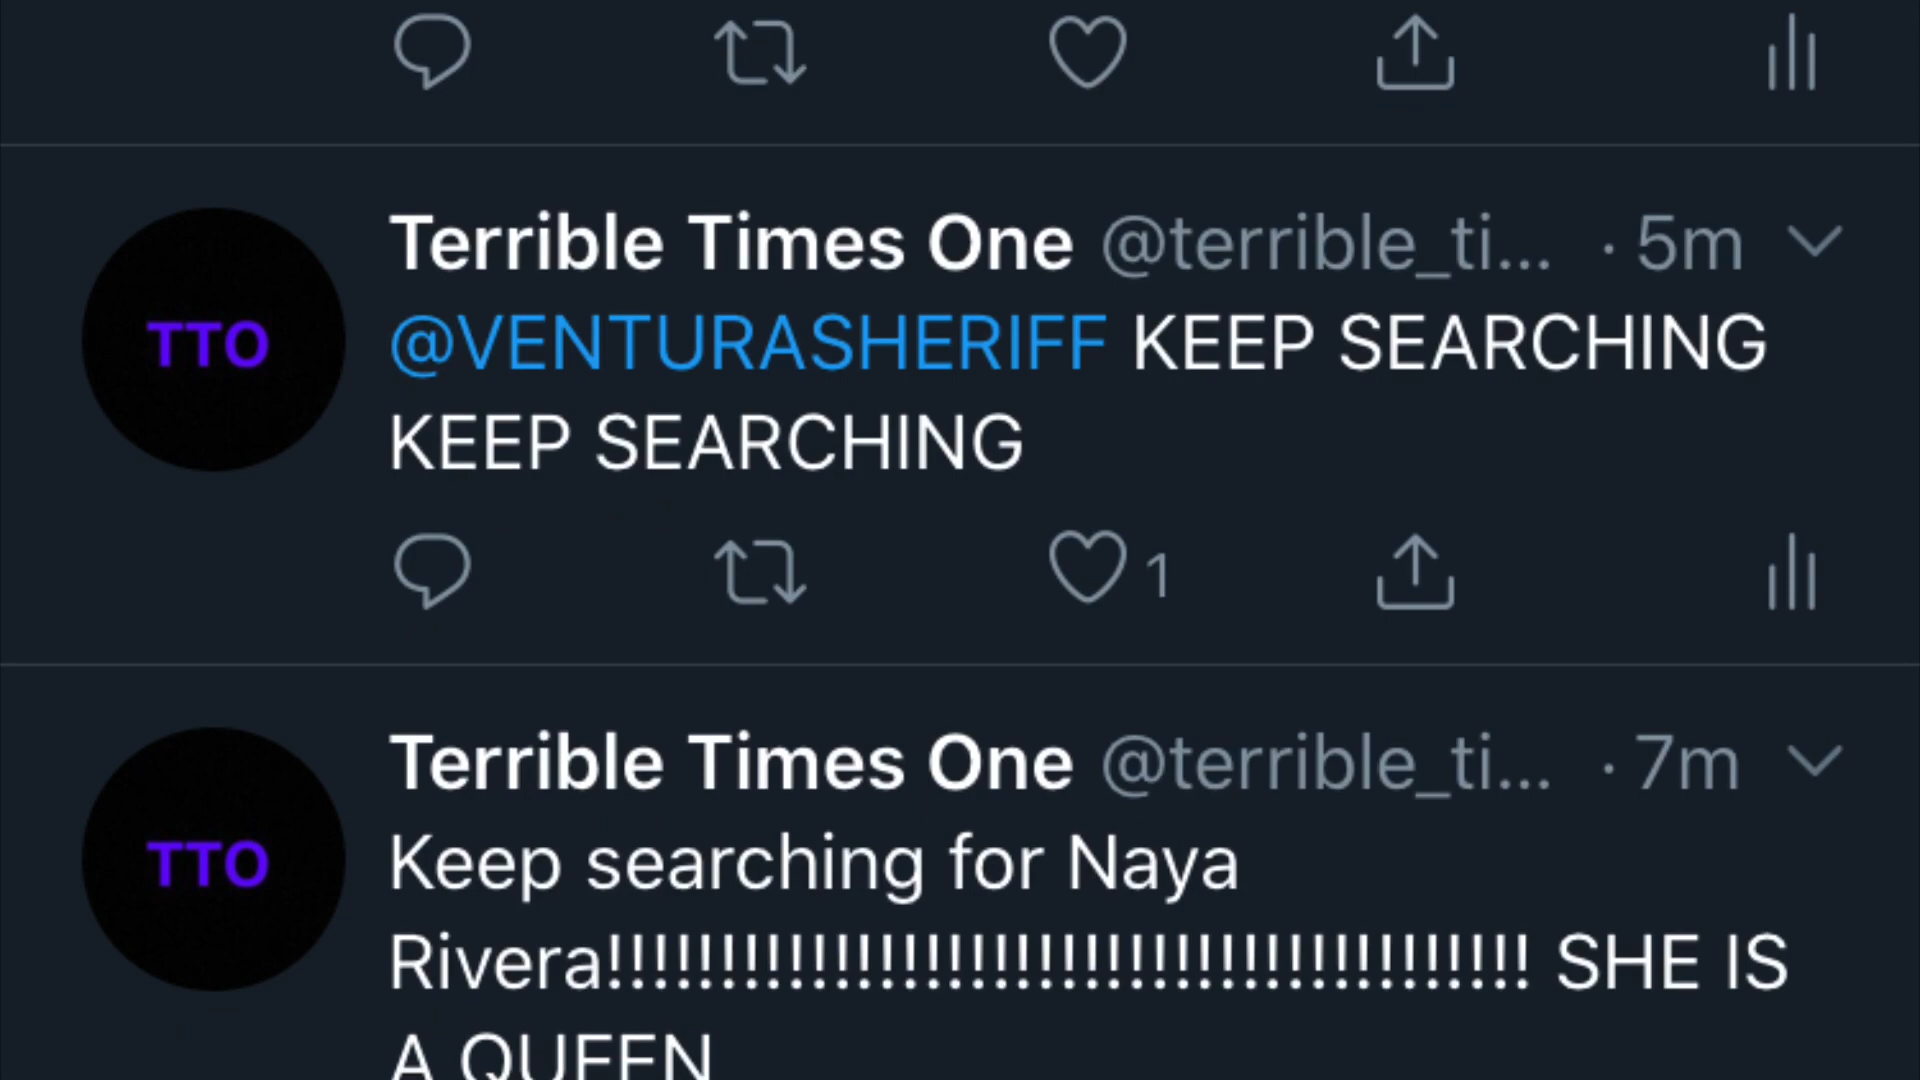 Terrible Times One @terrible_ti... · 5m
TTO
@VENTURASHERIFF KEEP SEARCHING
KEEP SEARCHING
1
Terrible Times One @terrible_ti... · 7m
TTO
Keep searching for Naya
Rivera!!!!!!!!!!!!!!!!!!!!!!!!!!!!!!!!!!!!!!!!! SHE IS
A QUEEN